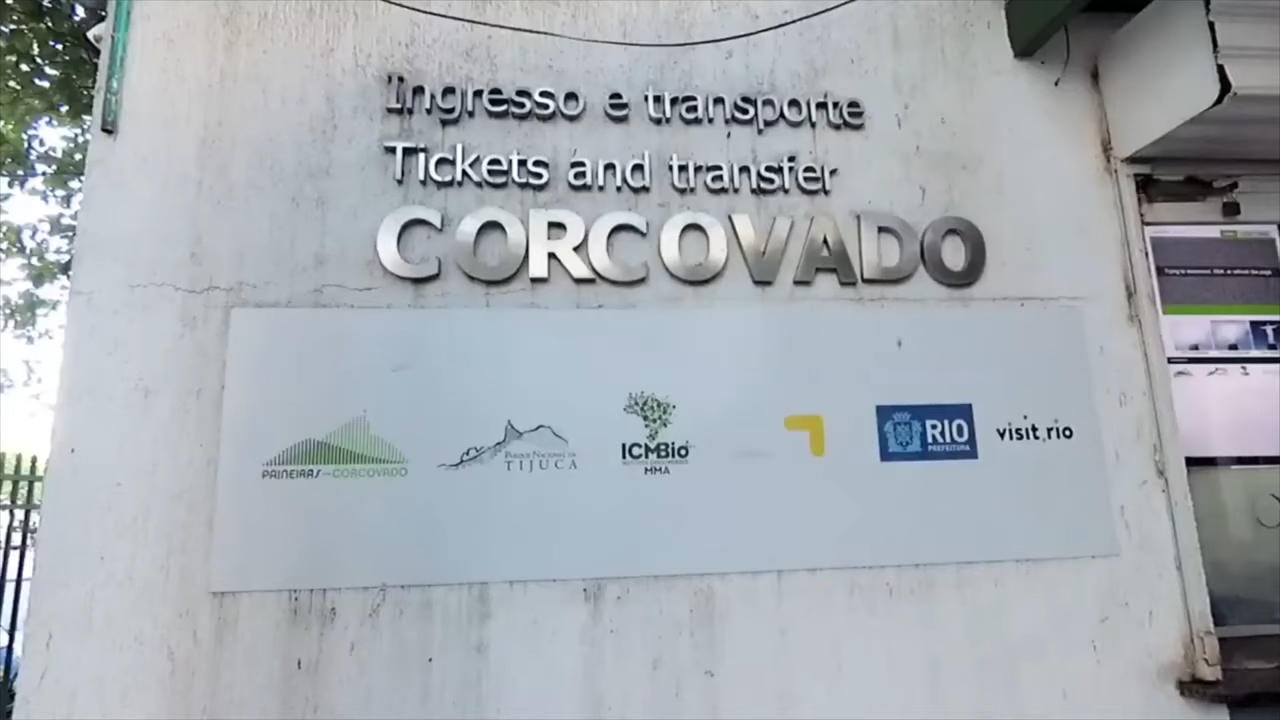 Ingresso e transporte
Tickets and transfer
CORCOVADO
PAINEIRAS CORCOVADO
PARQUE NACIONAL DA
TIJUCA
ICMBio
MMA
RIO
PREFEITURA
visit.rio